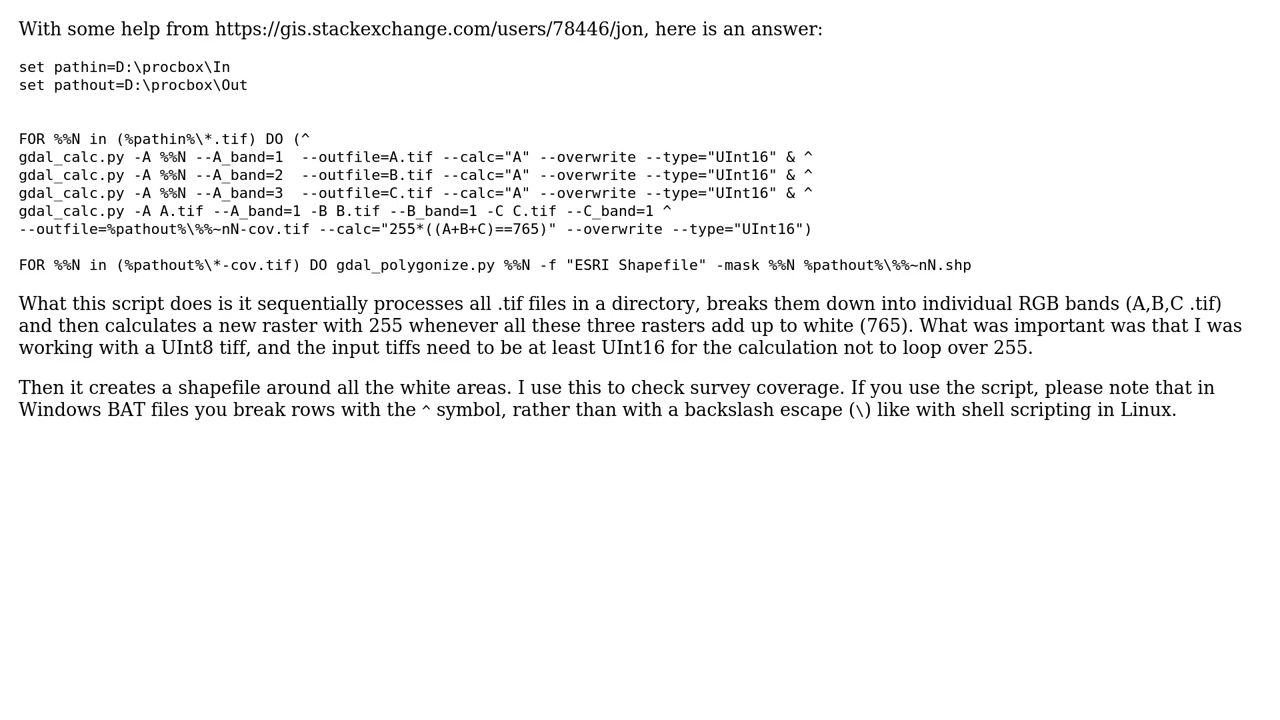 With some help from https://gis.stackexchange.com/users/78446/jon, here is an answer:
set pathin=D:\procbox\In
set pathout=D:\procbox\Out
FOR %%N in (%pathin%\*.tif) DO (^
gdal_calc.py -A %%N --A_band=1  --outfile=A.tif --calc="A" --overwrite --type="UInt16" & ^
gdal_calc.py -A %%N --A_band=2  --outfile=B.tif --calc="A" --overwrite --type="UInt16" & ^
gdal_calc.py -A %%N --A_band=3  --outfile=C.tif --calc="A" --overwrite --type="UInt16" & ^
gdal_calc.py -A A.tif --A_band=1 -B B.tif --B_band=1 -C C.tif --C_band=1 ^
--outfile=%pathout%\%%~nN-cov.tif --calc="255*((A+B+C)==765)" --overwrite --type="UInt16")
FOR %%N in (%pathout%\*-cov.tif) DO gdal_polygonize.py %%N -f "ESRI Shapefile" -mask %%N %pathout%\%%~nN.shp
What this script does is it sequentially processes all .tif files in a directory, breaks them down into individual RGB bands (A,B,C .tif)
and then calculates a new raster with 255 whenever all these three rasters add up to white (765). What was important was that I was
working with a UInt8 tiff, and the input tiffs need to be at least UInt16 for the calculation not to loop over 255.
Then it creates a shapefile around all the white areas. I use this to check survey coverage. If you use the script, please note that in
Windows BAT files you break rows with the ^ symbol, rather than with a backslash escape (\) like with shell scripting in Linux.